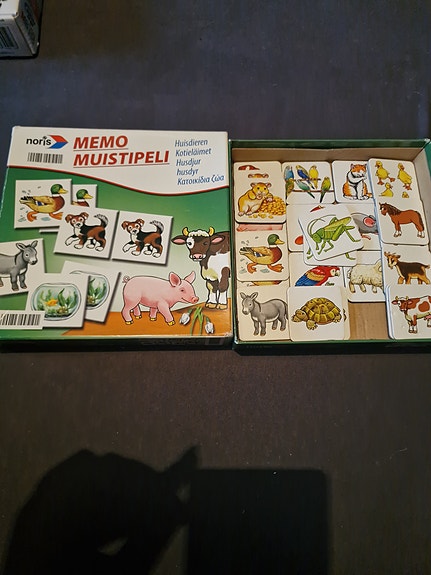 noris
MEMO
MUISTIPELI
Huisdieren
Kotieläimet
Husdjur
husdyr
Κατοικίδια ζώα